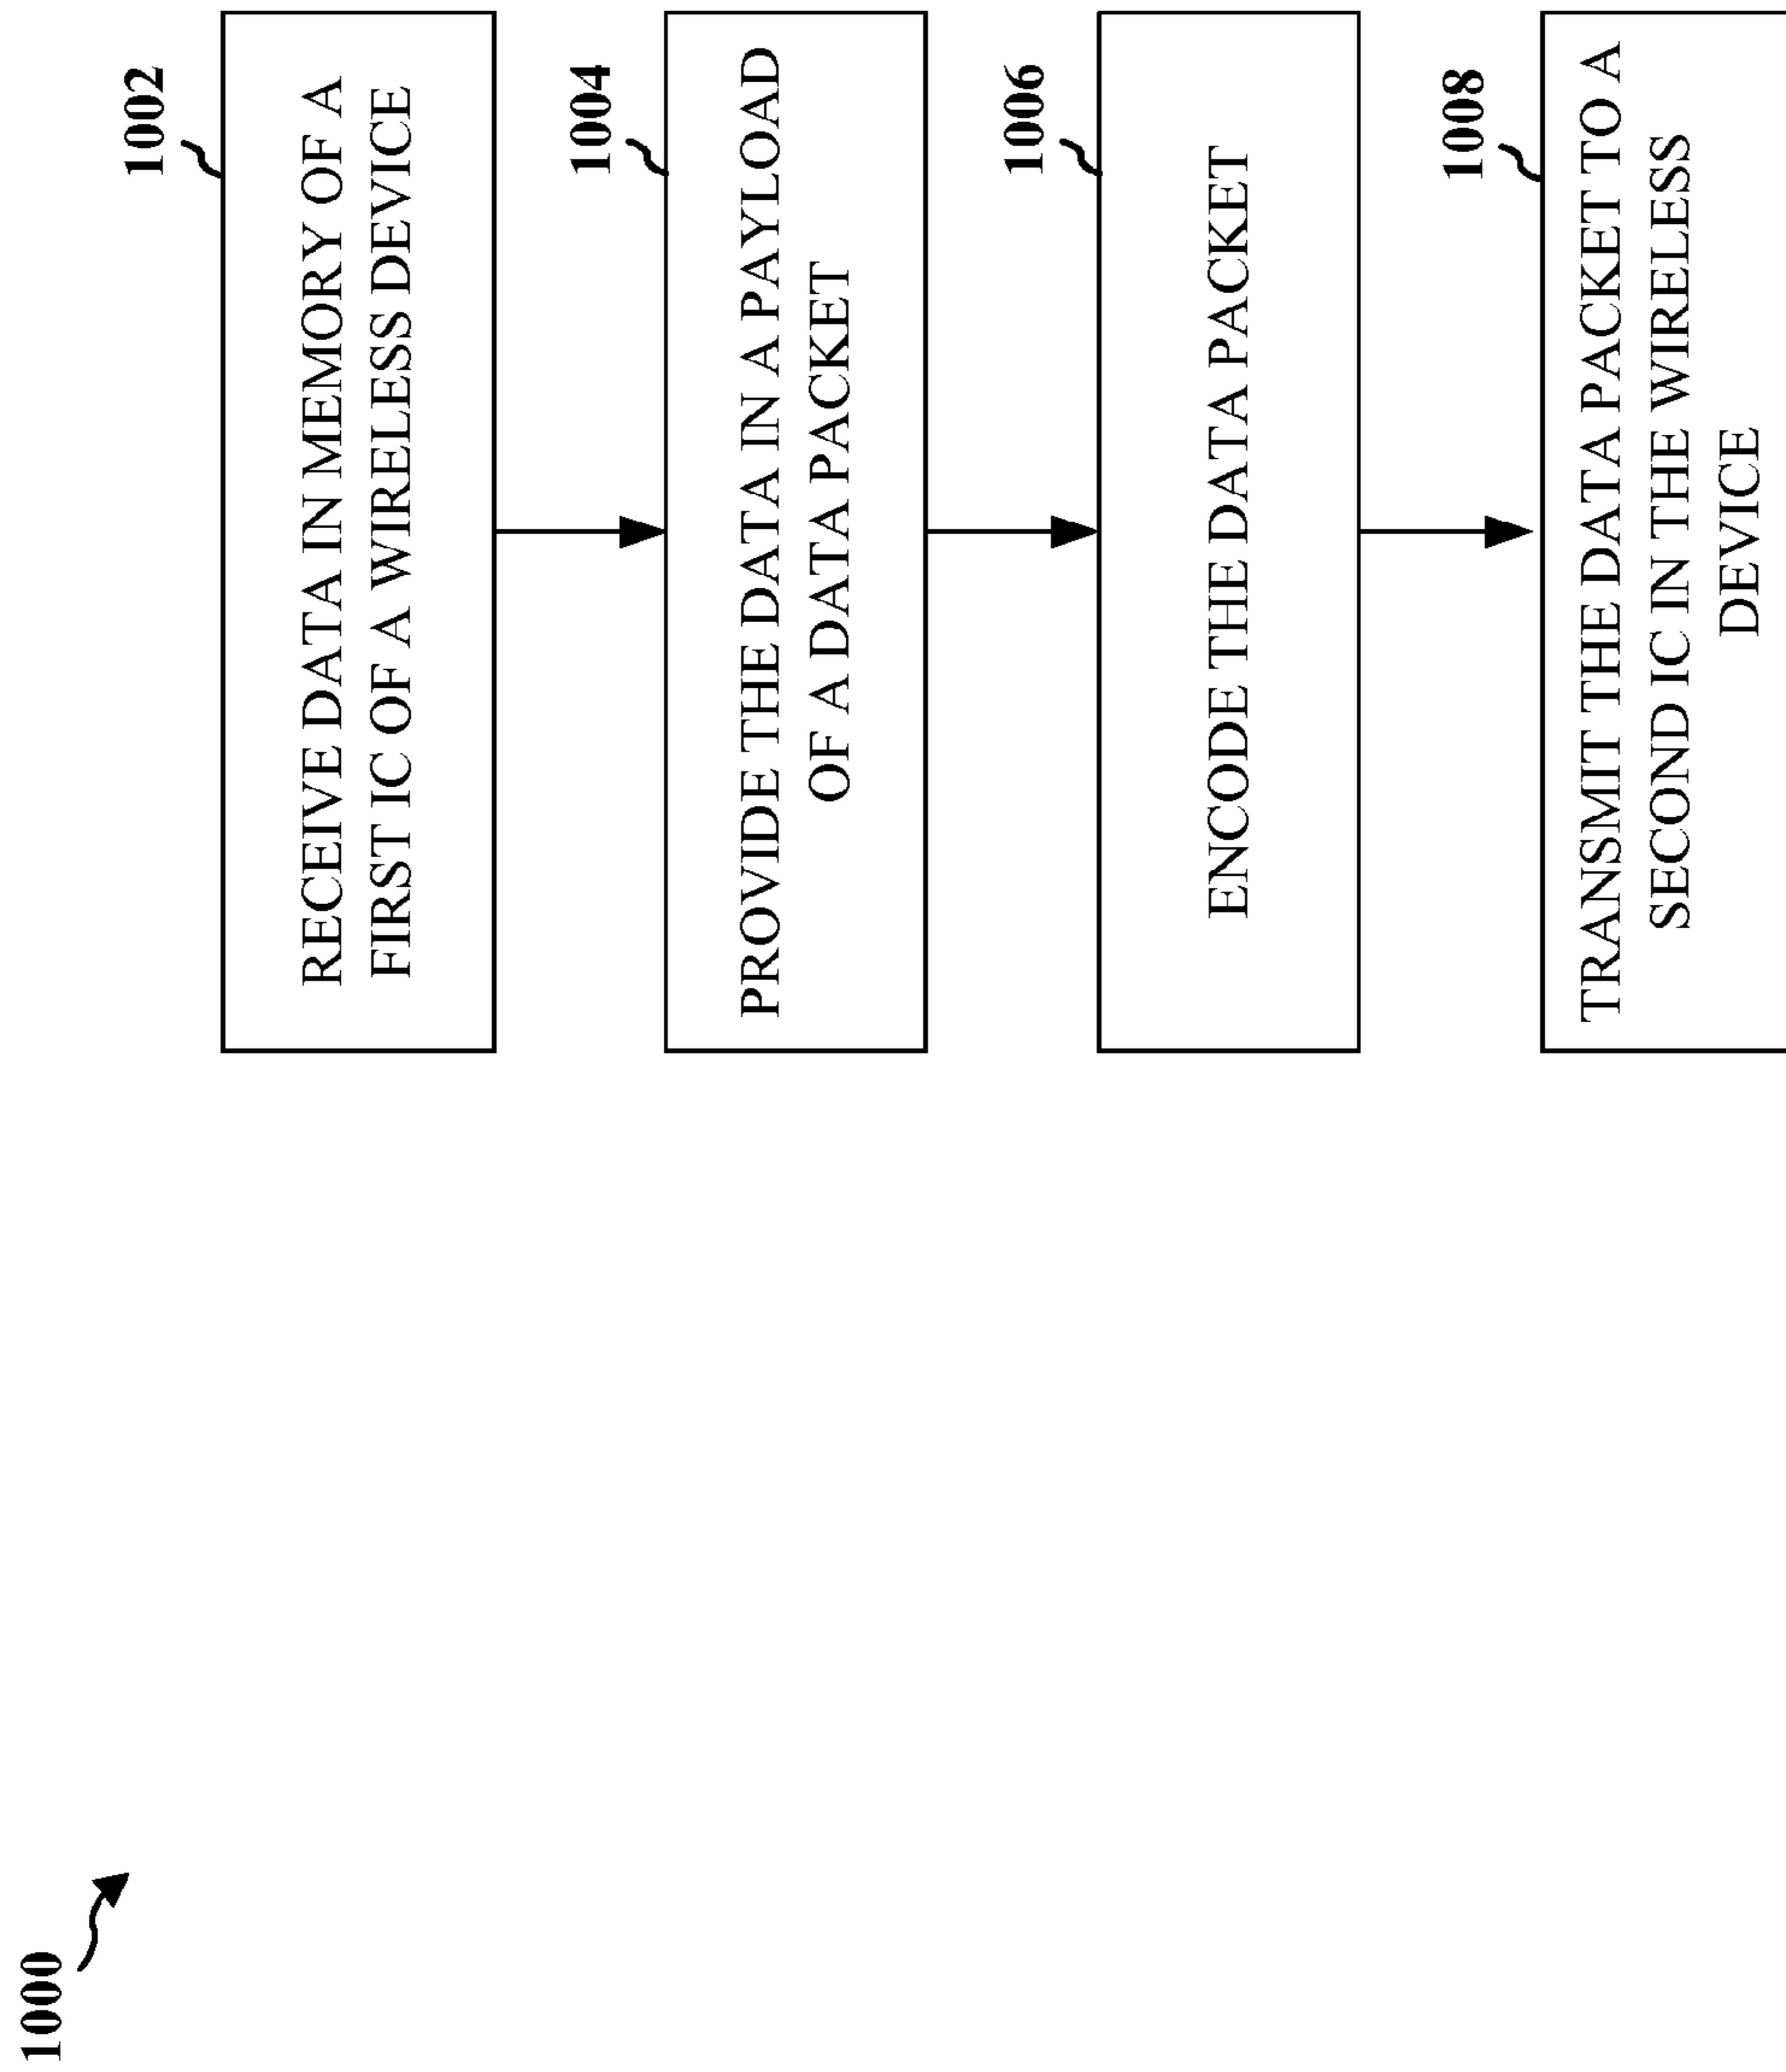 1000
1002
RECEIVE DATA IN MEMORY OF A
FIRST IC OF A WIRELESS DEVICE
1004
PROVIDE THE DATA IN A PAYLOAD
OF A DATA PACKET
1006
ENCODE THE DATA PACKET
1008
TRANSMIT THE DATA PACKET TO A
SECOND IC IN THE WIRELESS
DEVICE